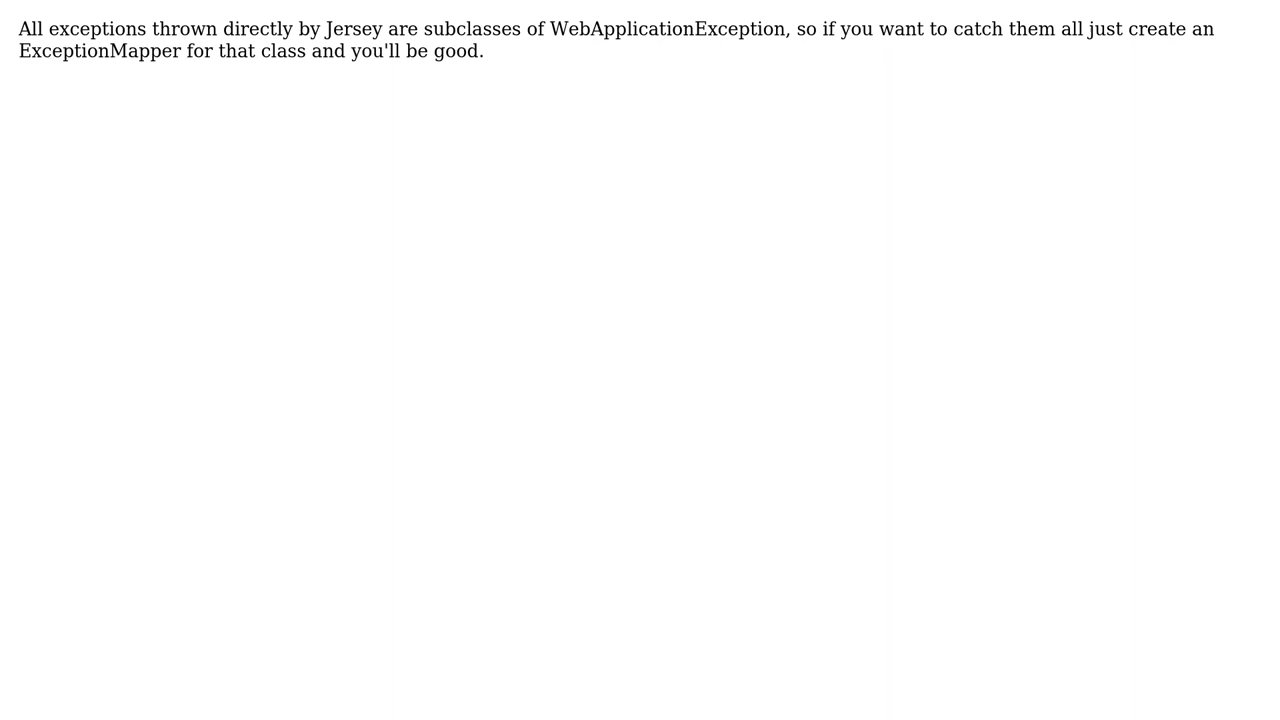 All exceptions thrown directly by Jersey are subclasses of WebApplicationException, so if you want to catch them all just create an
ExceptionMapper for that class and you'll be good.